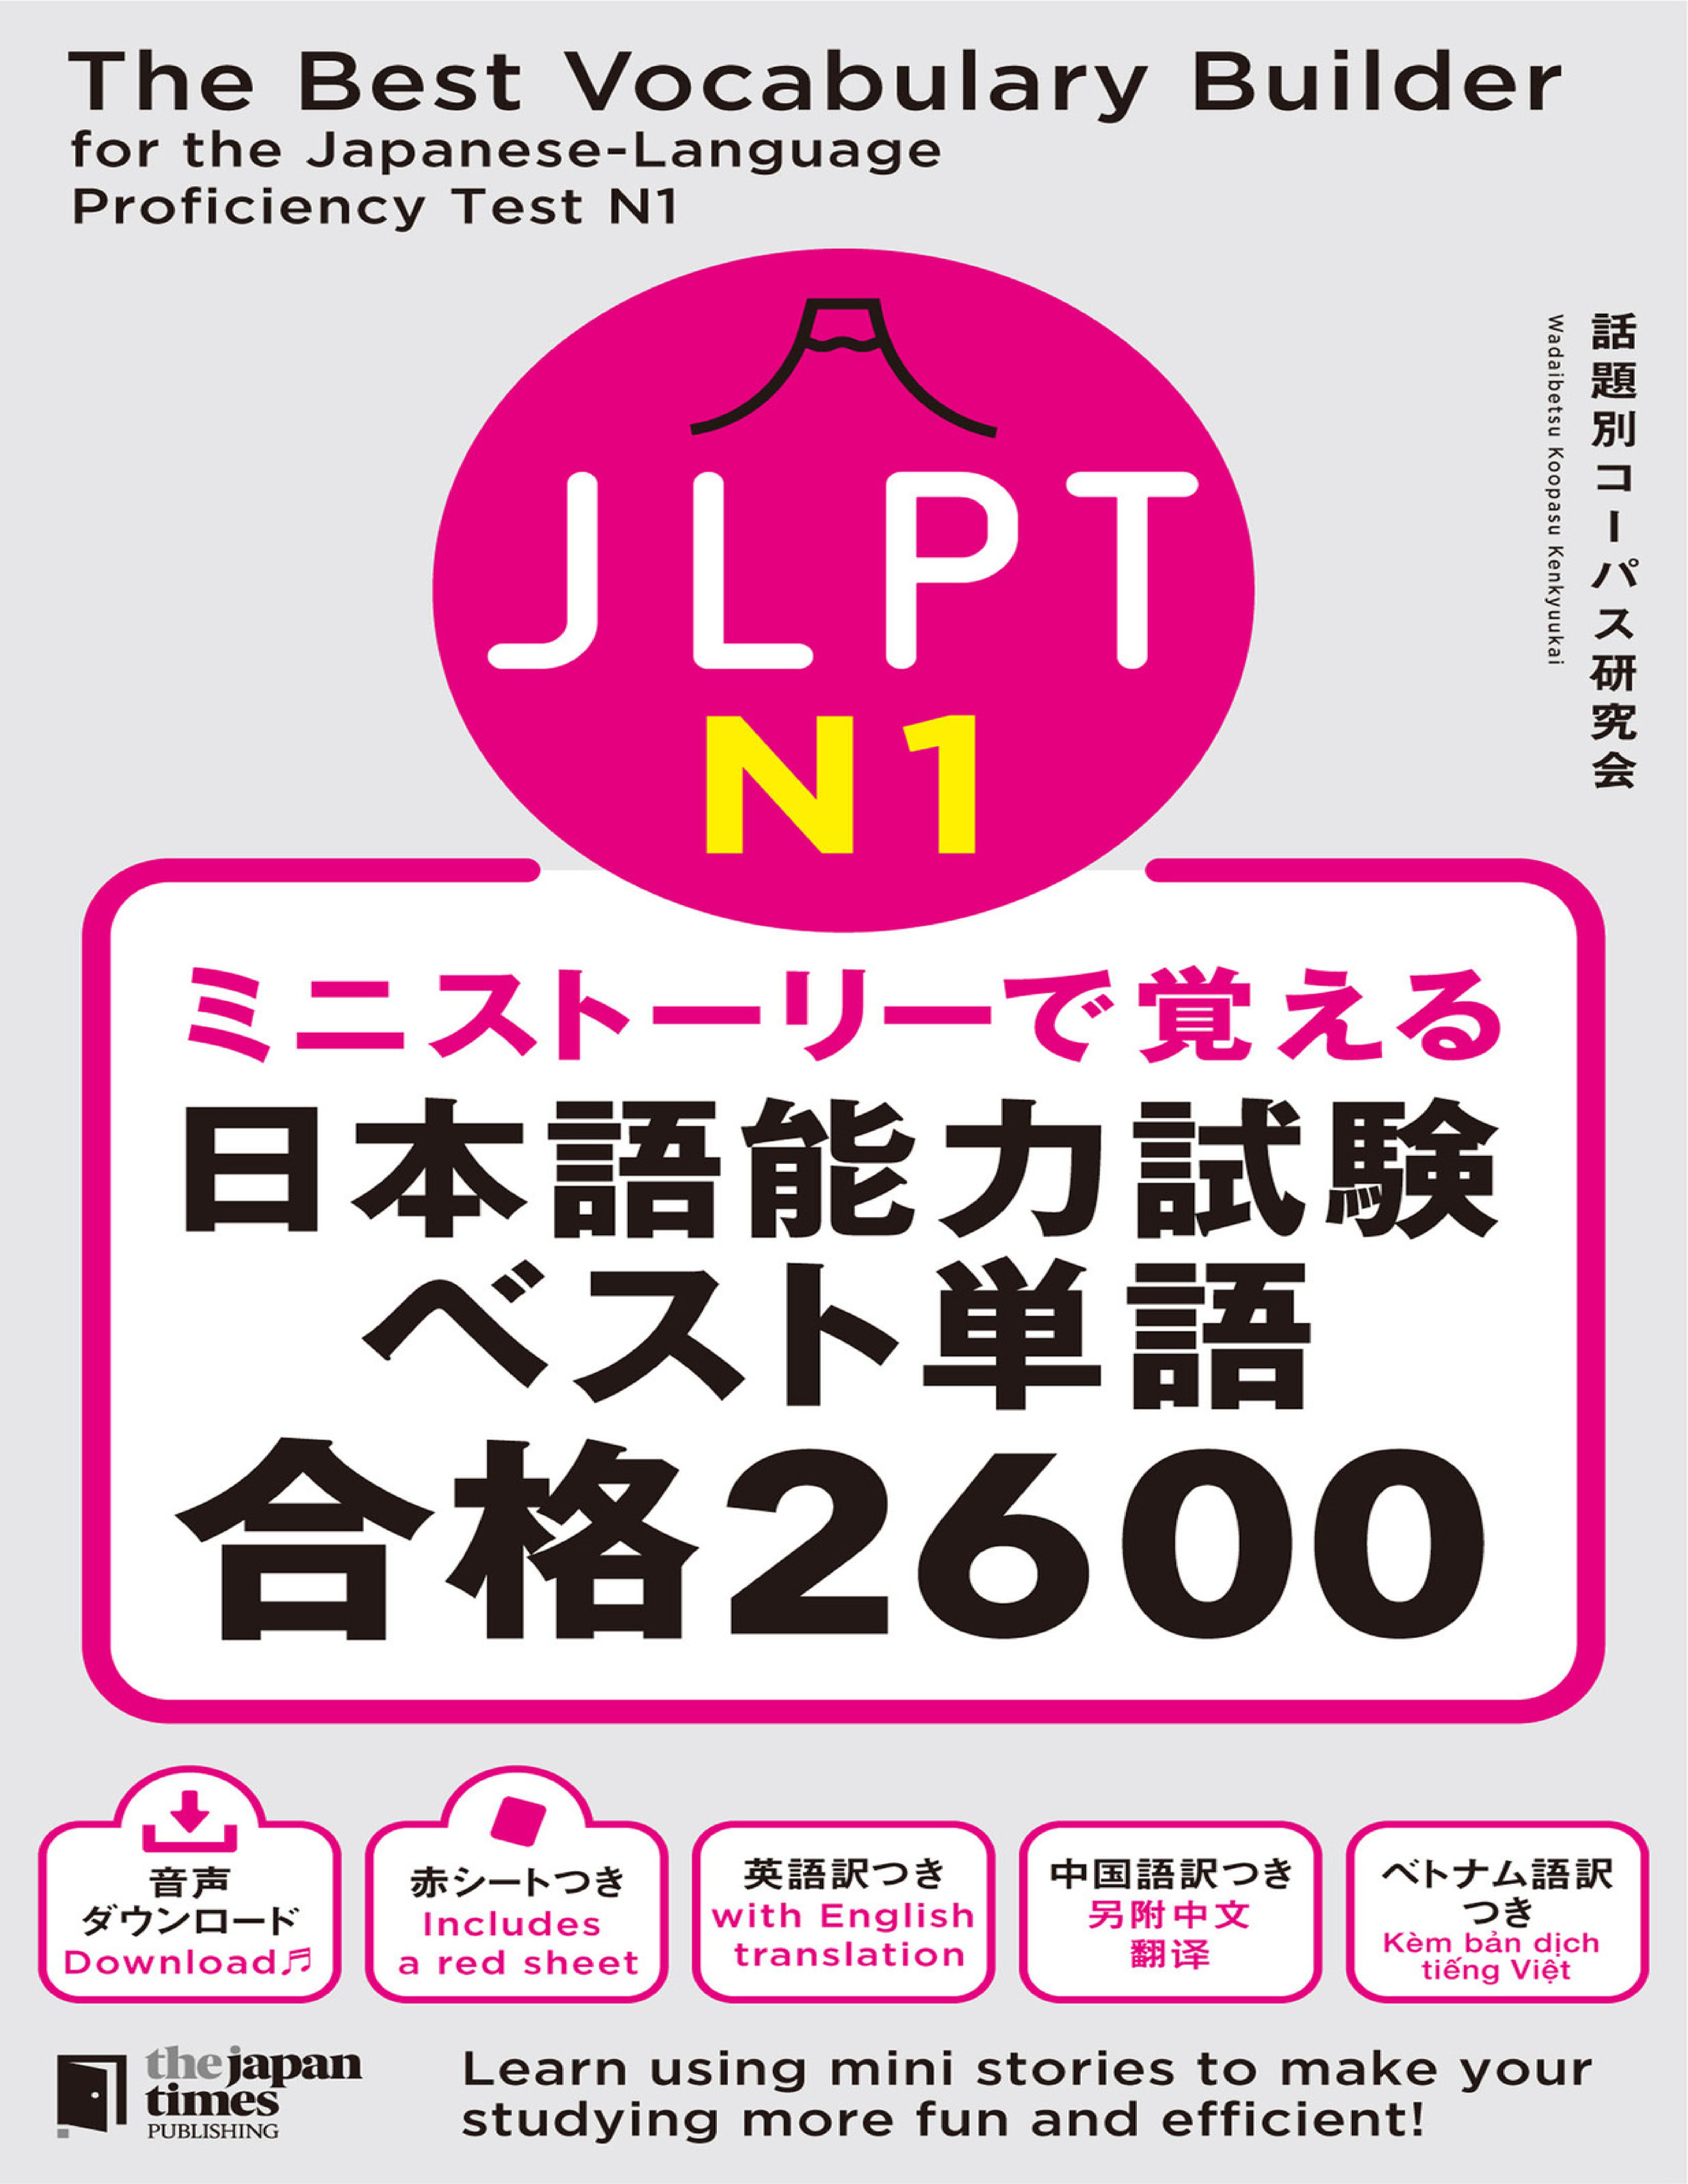 The Best Vocabulary Builder
for the Japanese-Language
Proficiency Test N1
話題別コーパス研究会
Wadaibetsu Koopasu Kenkyuukai
JLPT
N1
ミニストーリーで覚える
日本語能力試験
ベスト単語
合格2600
音声
ダウンロード
Download♬
赤シートつき
Includes
a red sheet
英語訳つき
with English
translation
中国語訳つき
另附中文
翻译
ベトナム語訳
つき
Kèm bản dịch
tiếng Việt
the japan
times
PUBLISHING
Learn using mini stories to make your
studying more fun and efficient!